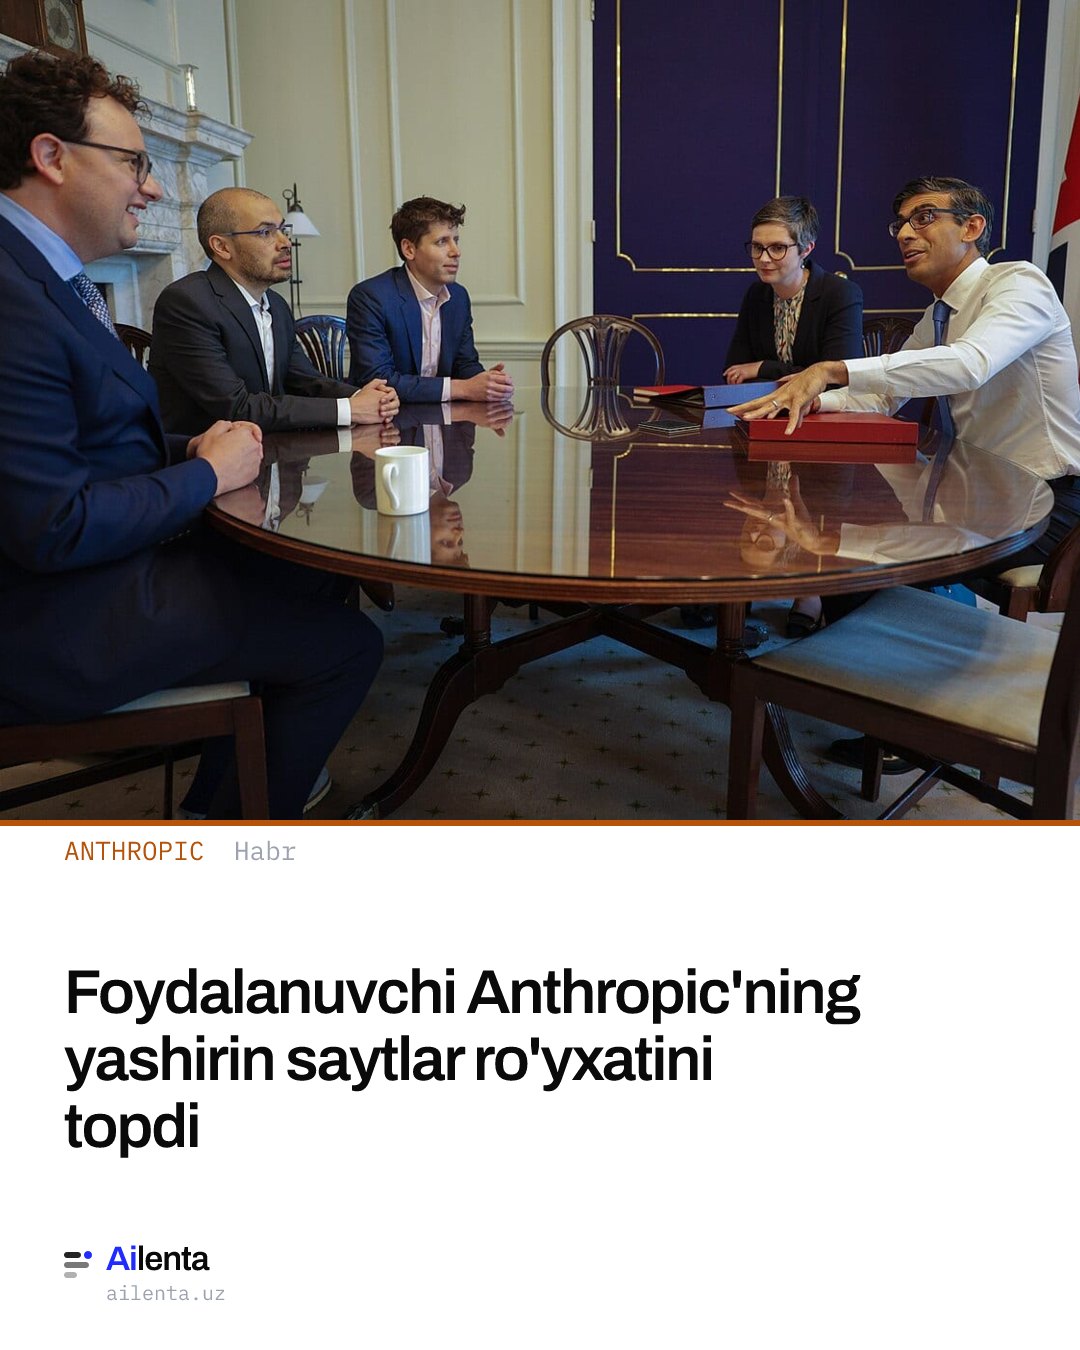 ANTHROPIC Habr
Foydalanuvchi Anthropic'ning
yashirin saytlar ro'yxatini
topdi
Ailenta
ailenta.uz